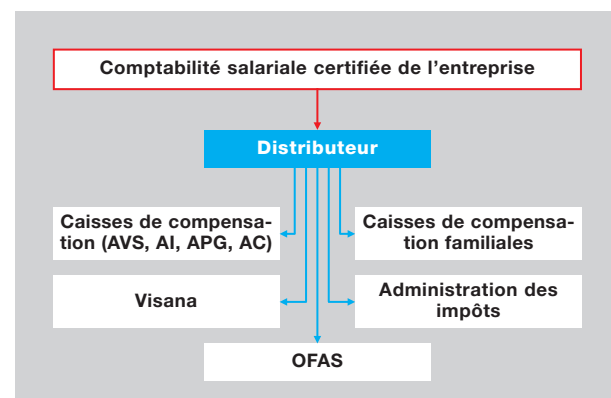 Comptabilité salariale certifiée de l'entreprise
Distributeur
Caisses de compensa-
tion (AVS, AI, APG, AC)
Caisses de compensa-
tion familiales
Visana
Administration des
impôts
OFAS